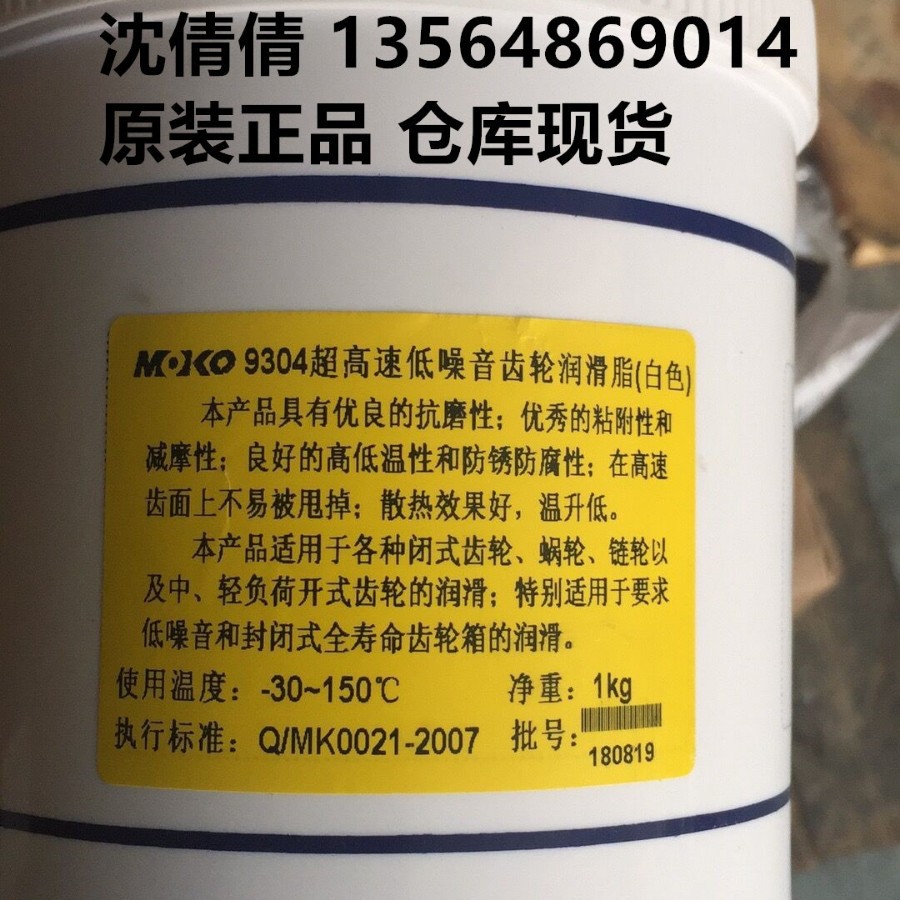 沈倩倩 13564869014
原装正品 仓库现货
MOKO 9304超高速低噪音齿轮润滑脂(白色)
本产品具有优良的抗磨性；优秀的粘附性和
减摩性；良好的高低温性和防锈防腐性；在高速
齿面上不易被甩掉；散热效果好，温升低。
本产品适用于各种闭式齿轮、蜗轮、链轮以
及中、轻负荷开式齿轮的润滑；特别适用于要求
低噪音和封闭式全寿命齿轮箱的润滑。
使用温度：-30~150℃ 净重：1kg
执行标准：Q/MK0021-2007 批号：
180819